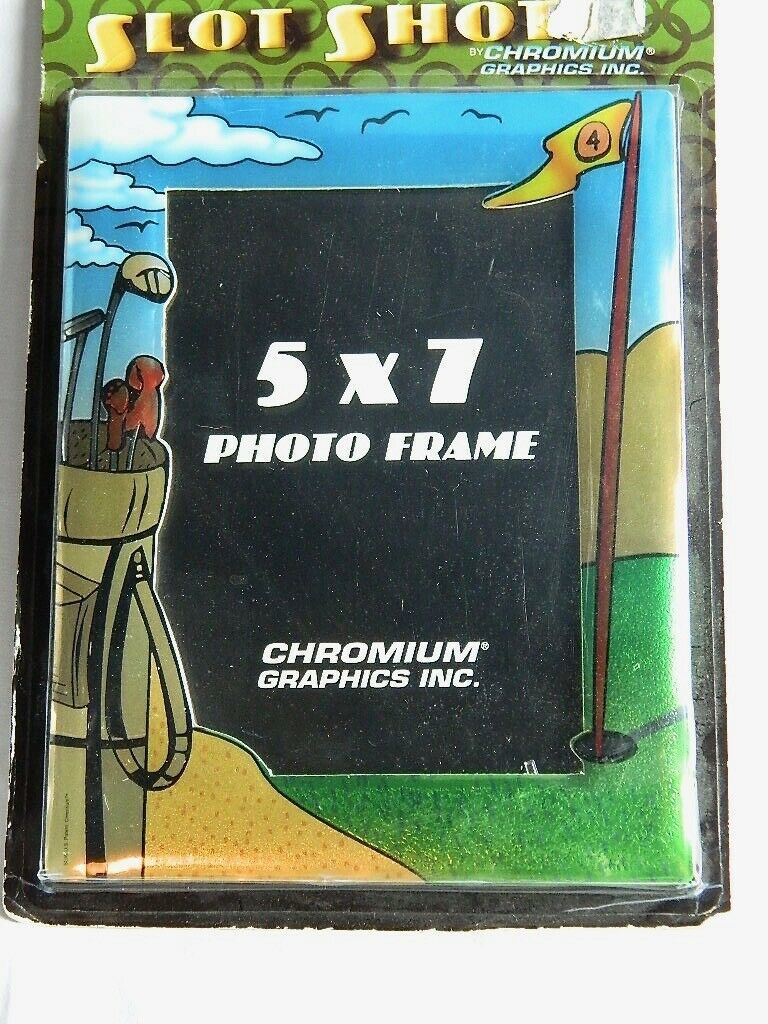 SLOT SHOT
BY CHROMIUM®
GRAPHICS INC.
4
5 x 7
PHOTO FRAME
CHROMIUM®
GRAPHICS INC.